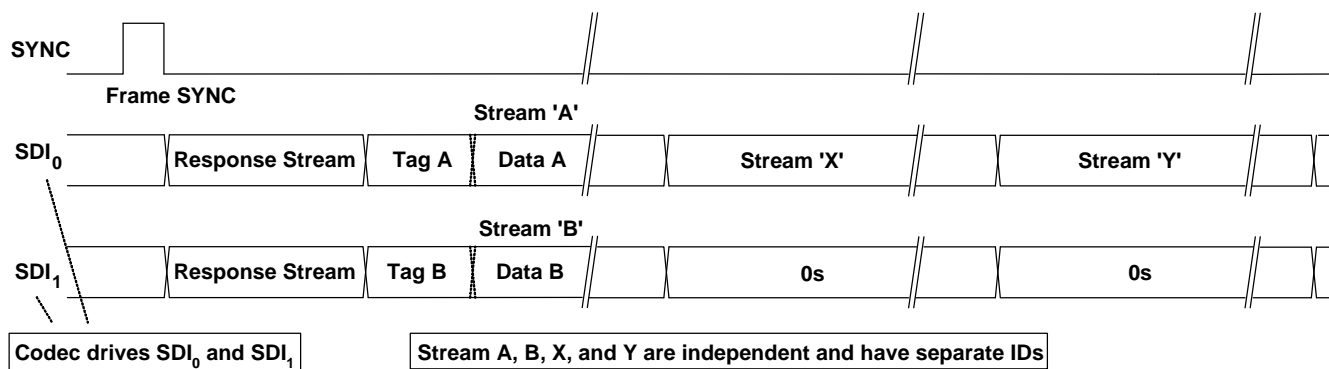 SYNC
Frame SYNC
Stream 'A'
SDI0 Response Stream Tag A Data A Stream 'X' Stream 'Y'
Stream 'B'
SDI1 Response Stream Tag B Data B 0s 0s
Codec drives SDI0 and SDI1
Stream A, B, X, and Y are independent and have separate IDs